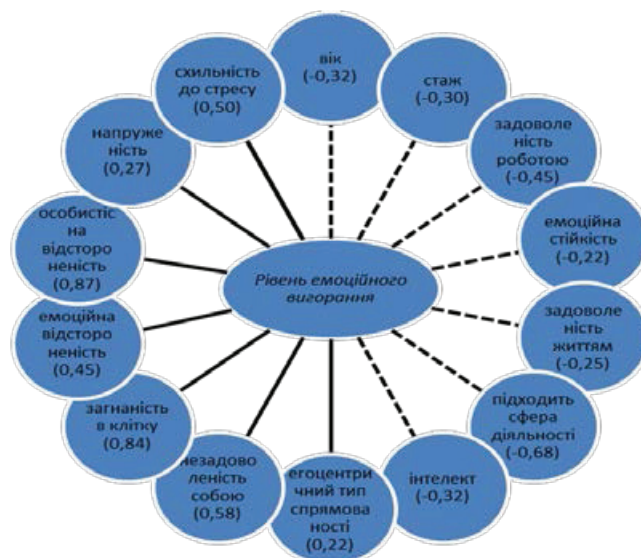 вік
(-0,32)
стаж
(-0,30)
задоволе
ність
роботою
(-0,45)
емоційна
стійкість
(-0,22)
задоволе
ність
життям
(-0,25)
підходить
сфера
діяльності
(-0,68)
інтелект
(-0,32)
егоцентри
чний тип
спрямова
ності
(0,22)
незадово
леність
собою
(0,58)
загнаність
в клітку
(0,84)
емоційна
відсторо
неність
(0,45)
особистіс
на
відсторо
неність
(0,87)
напруже
ність
(0,27)
схильність
до стресу
(0,50)
Рівень емоційного
вигорання